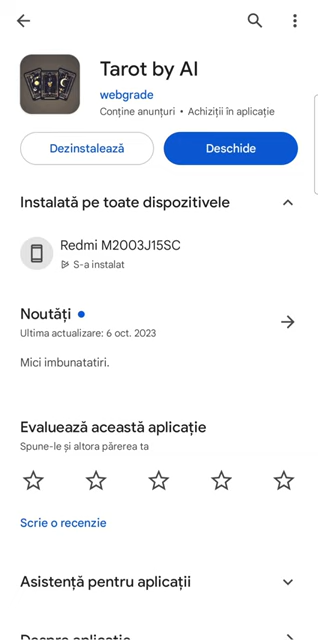 Tarot by AI
webgrade
Conține anunțuri • Achiziții în aplicație
Dezinstalează
Deschide
Instalată pe toate dispozitivele
Redmi M2003J15SC
S-a instalat
Noutăți
Ultima actualizare: 6 oct. 2023
Mici imbunatatiri.
Evaluează această aplicație
Spune-le și altora părerea ta
Scrie o recenzie
Asistență pentru aplicații
Despre aplicație